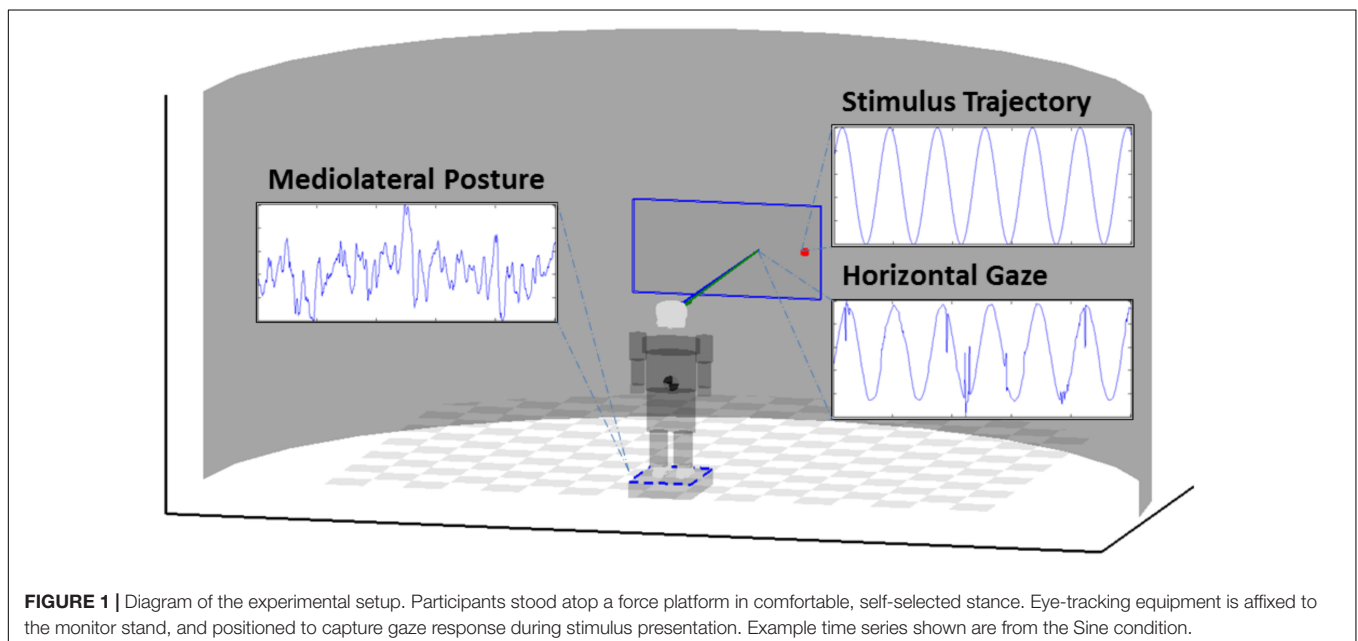 Stimulus Trajectory
Mediolateral Posture
Horizontal Gaze
FIGURE 1 | Diagram of the experimental setup. Participants stood atop a force platform in comfortable, self-selected stance. Eye-tracking equipment is affixed to
the monitor stand, and positioned to capture gaze response during stimulus presentation. Example time series shown are from the Sine condition.